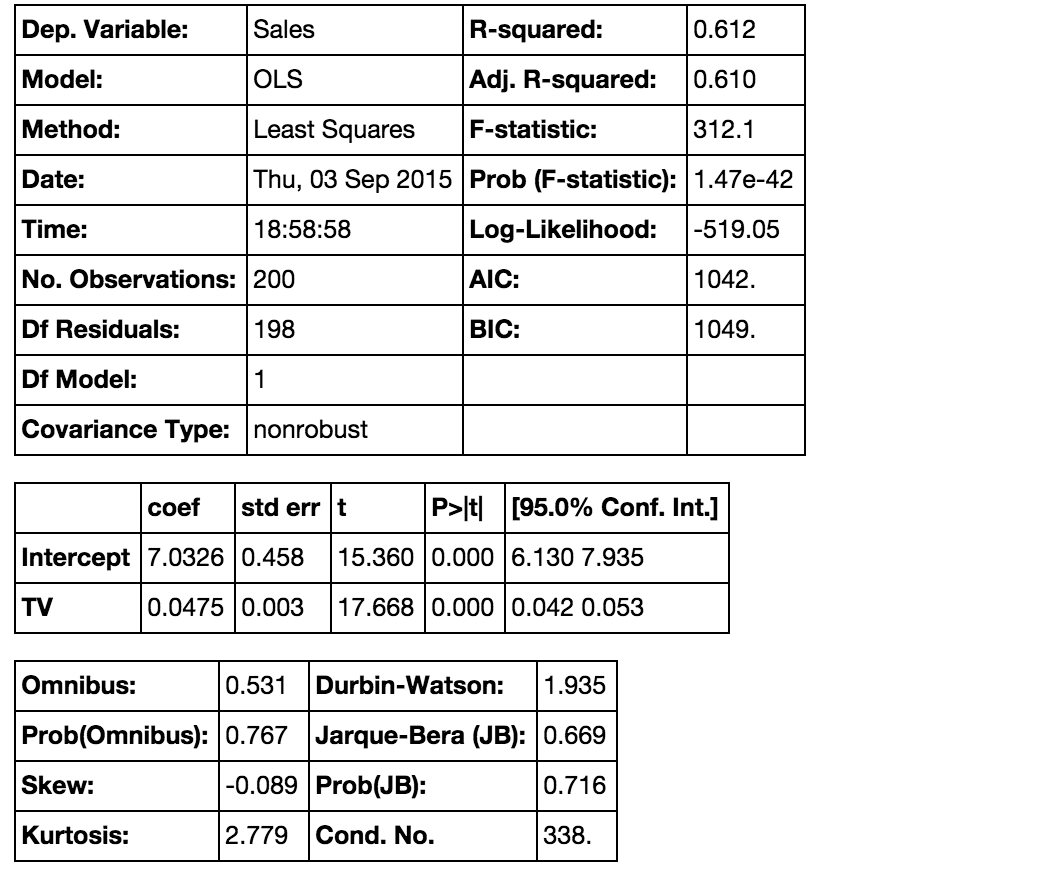 Dep. Variable: Sales R-squared: 0.612
Model: OLS Adj. R-squared: 0.610
Method: Least Squares F-statistic: 312.1
Date: Thu, 03 Sep 2015 Prob (F-statistic): 1.47e-42
Time: 18:58:58 Log-Likelihood: -519.05
No. Observations: 200 AIC: 1042.
Df Residuals: 198 BIC: 1049.
Df Model: 1
Covariance Type: nonrobust
coef std err t P>|t| [95.0% Conf. Int.]
Intercept 7.0326 0.458 15.360 0.000 6.130 7.935
TV 0.0475 0.003 17.668 0.000 0.042 0.053
Omnibus: 0.531 Durbin-Watson: 1.935
Prob(Omnibus): 0.767 Jarque-Bera (JB): 0.669
Skew: -0.089 Prob(JB): 0.716
Kurtosis: 2.779 Cond. No. 338.